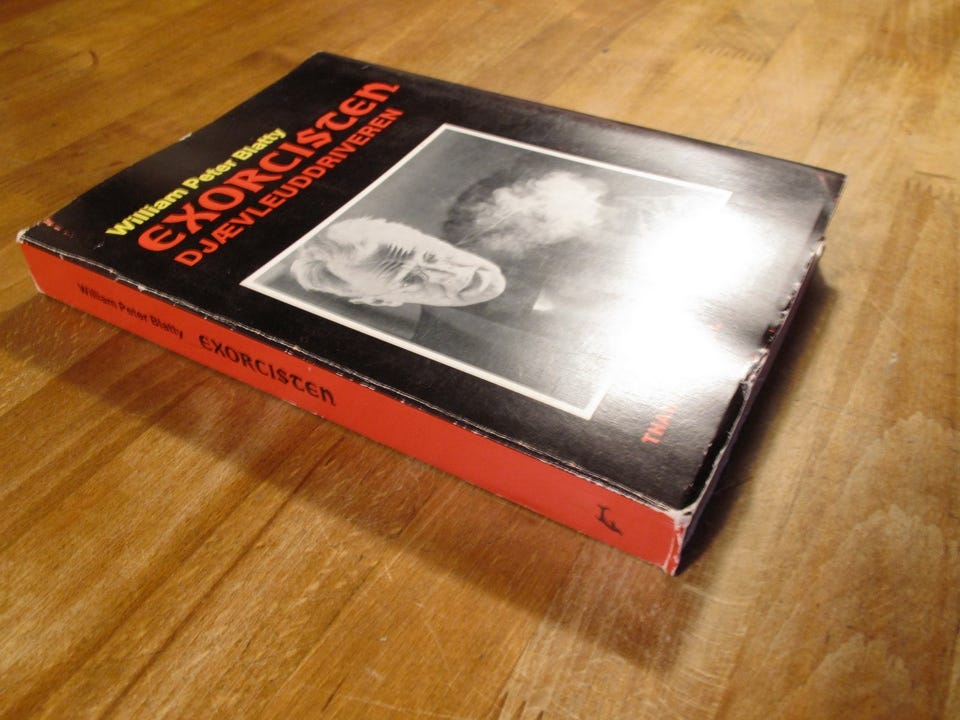 William Peter Blatty
EXORCISTEN
DJÆVLEUDDRIVEREN
William Peter Blatty
EXORCISTEN